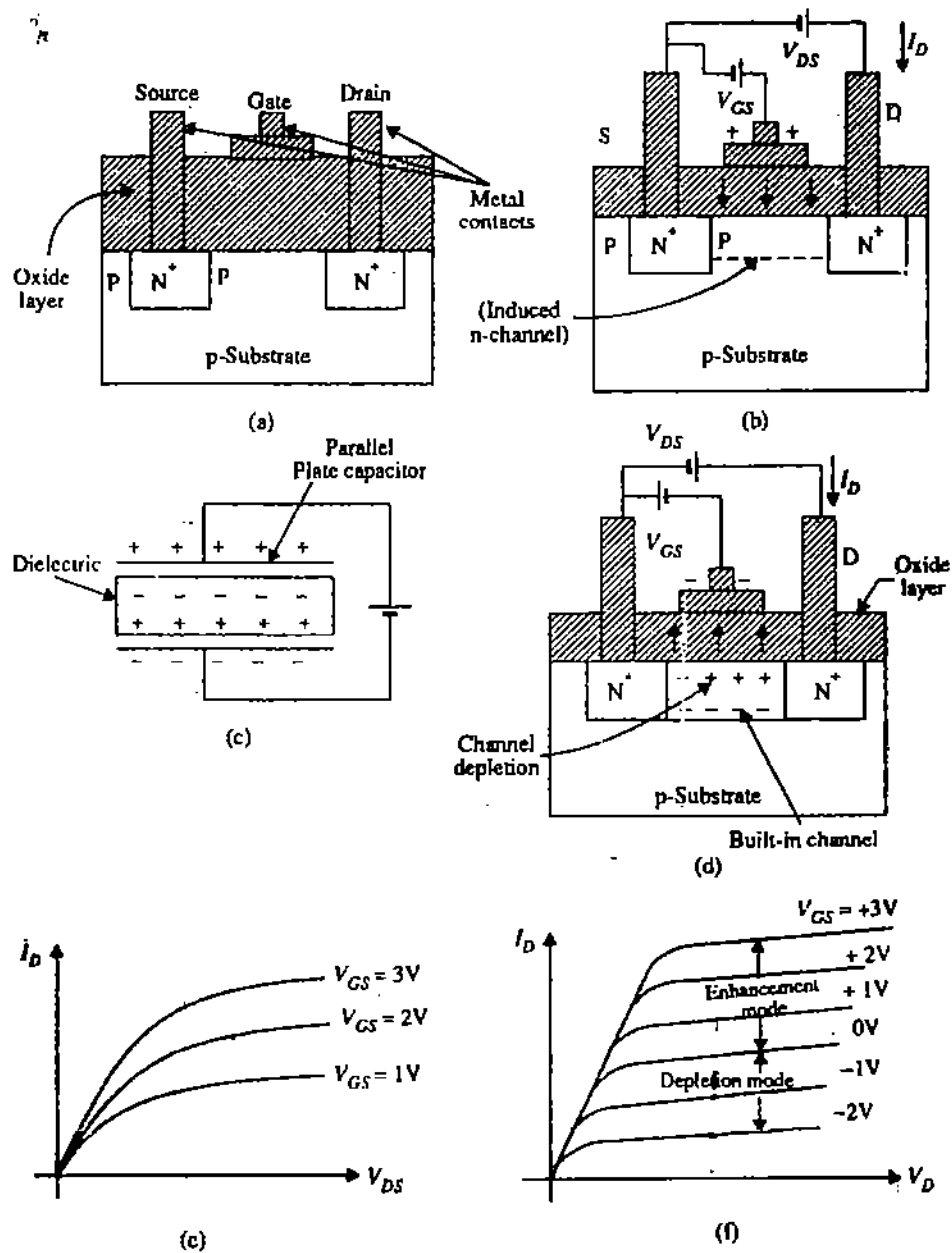 Source
Gate
Drain
Metal
contacts
Oxide
layer
P
N+
P
N+
p-Substrate
(a)
VDS
ID
VGS
S
D
+ +
P
N+
P
N+
(Induced
n-channel)
p-Substrate
(b)
Parallel
Plate capacitor
Dielectric
+ + + + +
– – – – –
+ + + + +
– – – – –
(c)
VDS
ID
VGS
D
Oxide
layer
N+
+ + +
N+
Channel
depletion
p-Substrate
Built-in channel
(d)
ID
VGS = 3V
VGS = 2V
VGS = 1V
VDS
(e)
ID
VGS = +3V
+ 2V
Enhancement
mode
+ 1V
0V
Depletion mode
–1V
–2V
VD
(f)